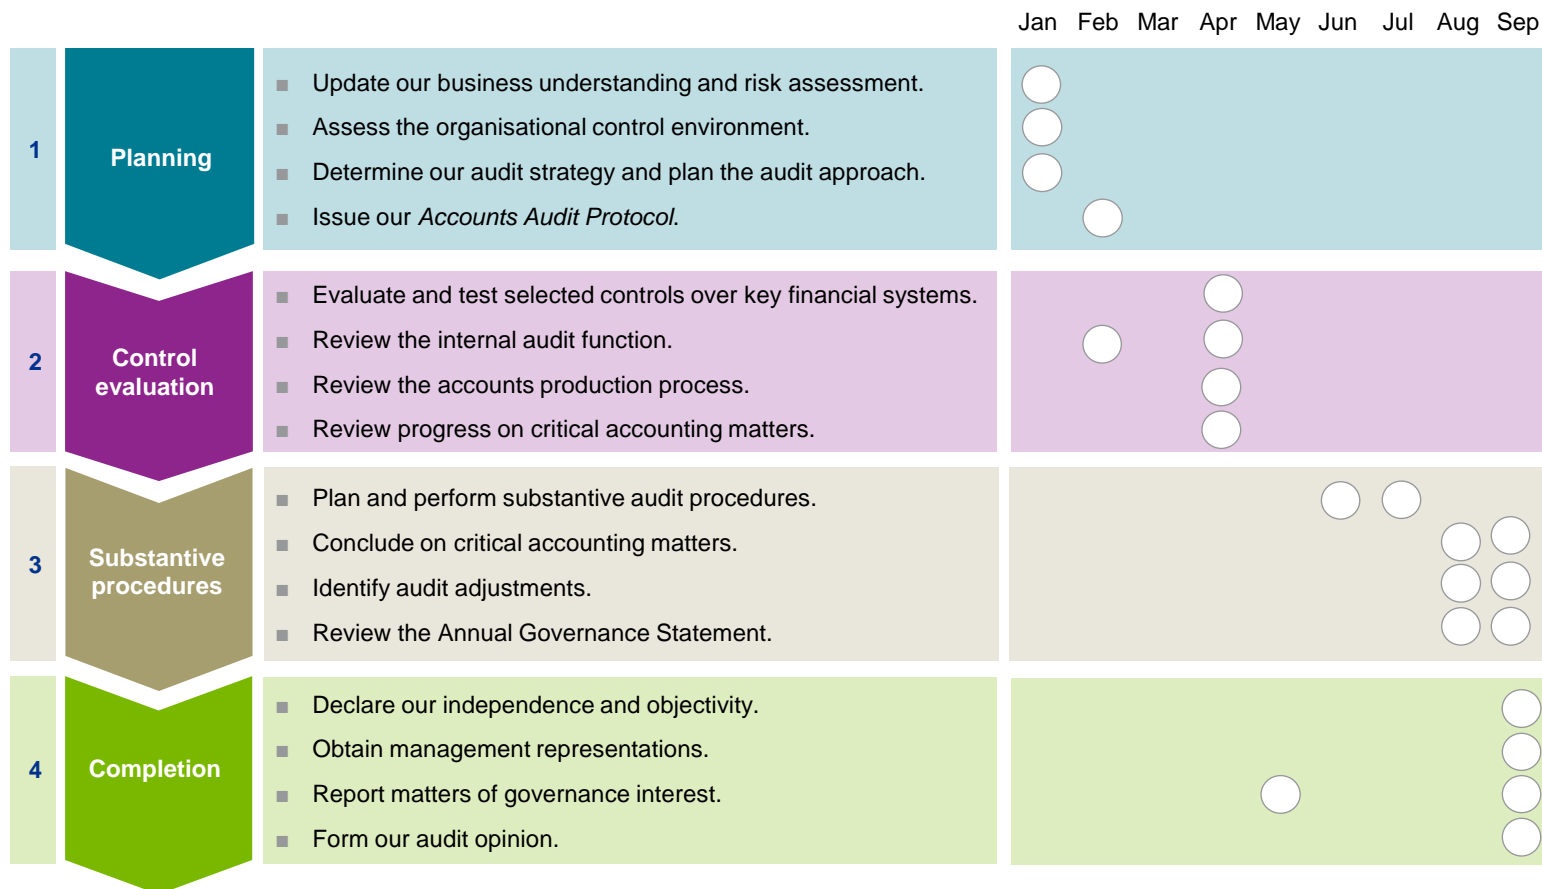 Jan Feb Mar Apr May Jun Jul Aug Sep
1
Planning
Update our business understanding and risk assessment.
Assess the organisational control environment.
Determine our audit strategy and plan the audit approach.
Issue our Accounts Audit Protocol.
2
Control
evaluation
Evaluate and test selected controls over key financial systems.
Review the internal audit function.
Review the accounts production process.
Review progress on critical accounting matters.
3
Substantive
procedures
Plan and perform substantive audit procedures.
Conclude on critical accounting matters.
Identify audit adjustments.
Review the Annual Governance Statement.
4
Completion
Declare our independence and objectivity.
Obtain management representations.
Report matters of governance interest.
Form our audit opinion.